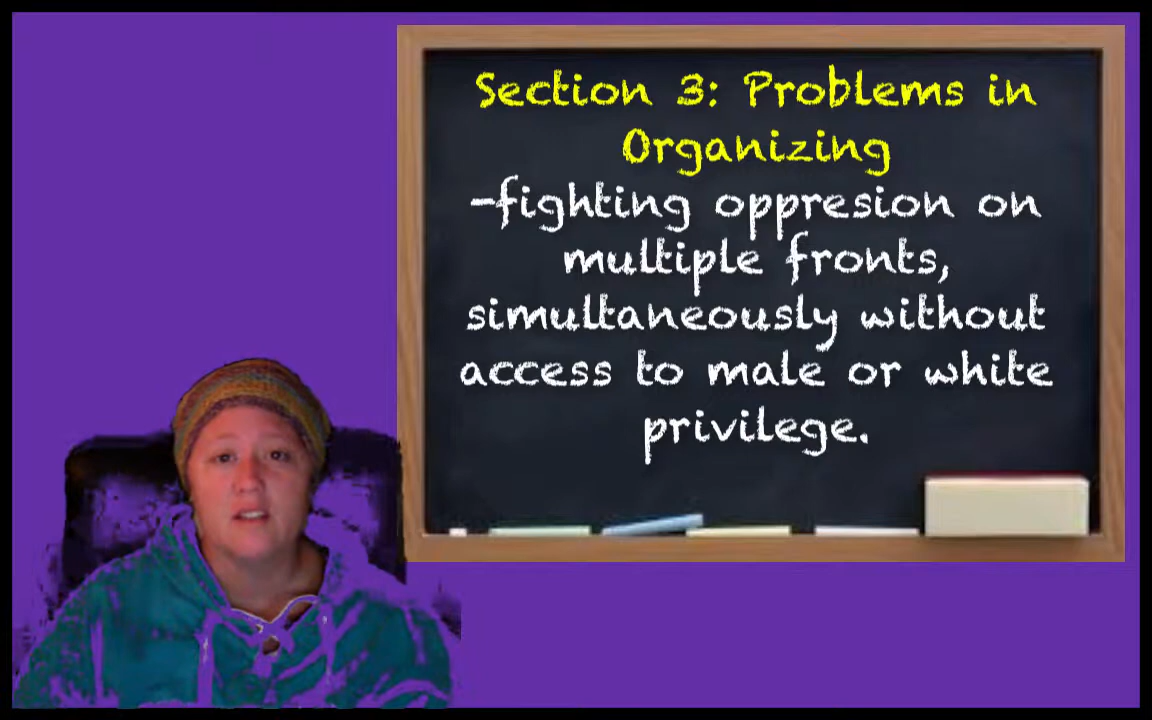 Section 3: Problems in
Organizing
-fighting oppresion on
multiple fronts,
simultaneously without
access to male or white
privilege.